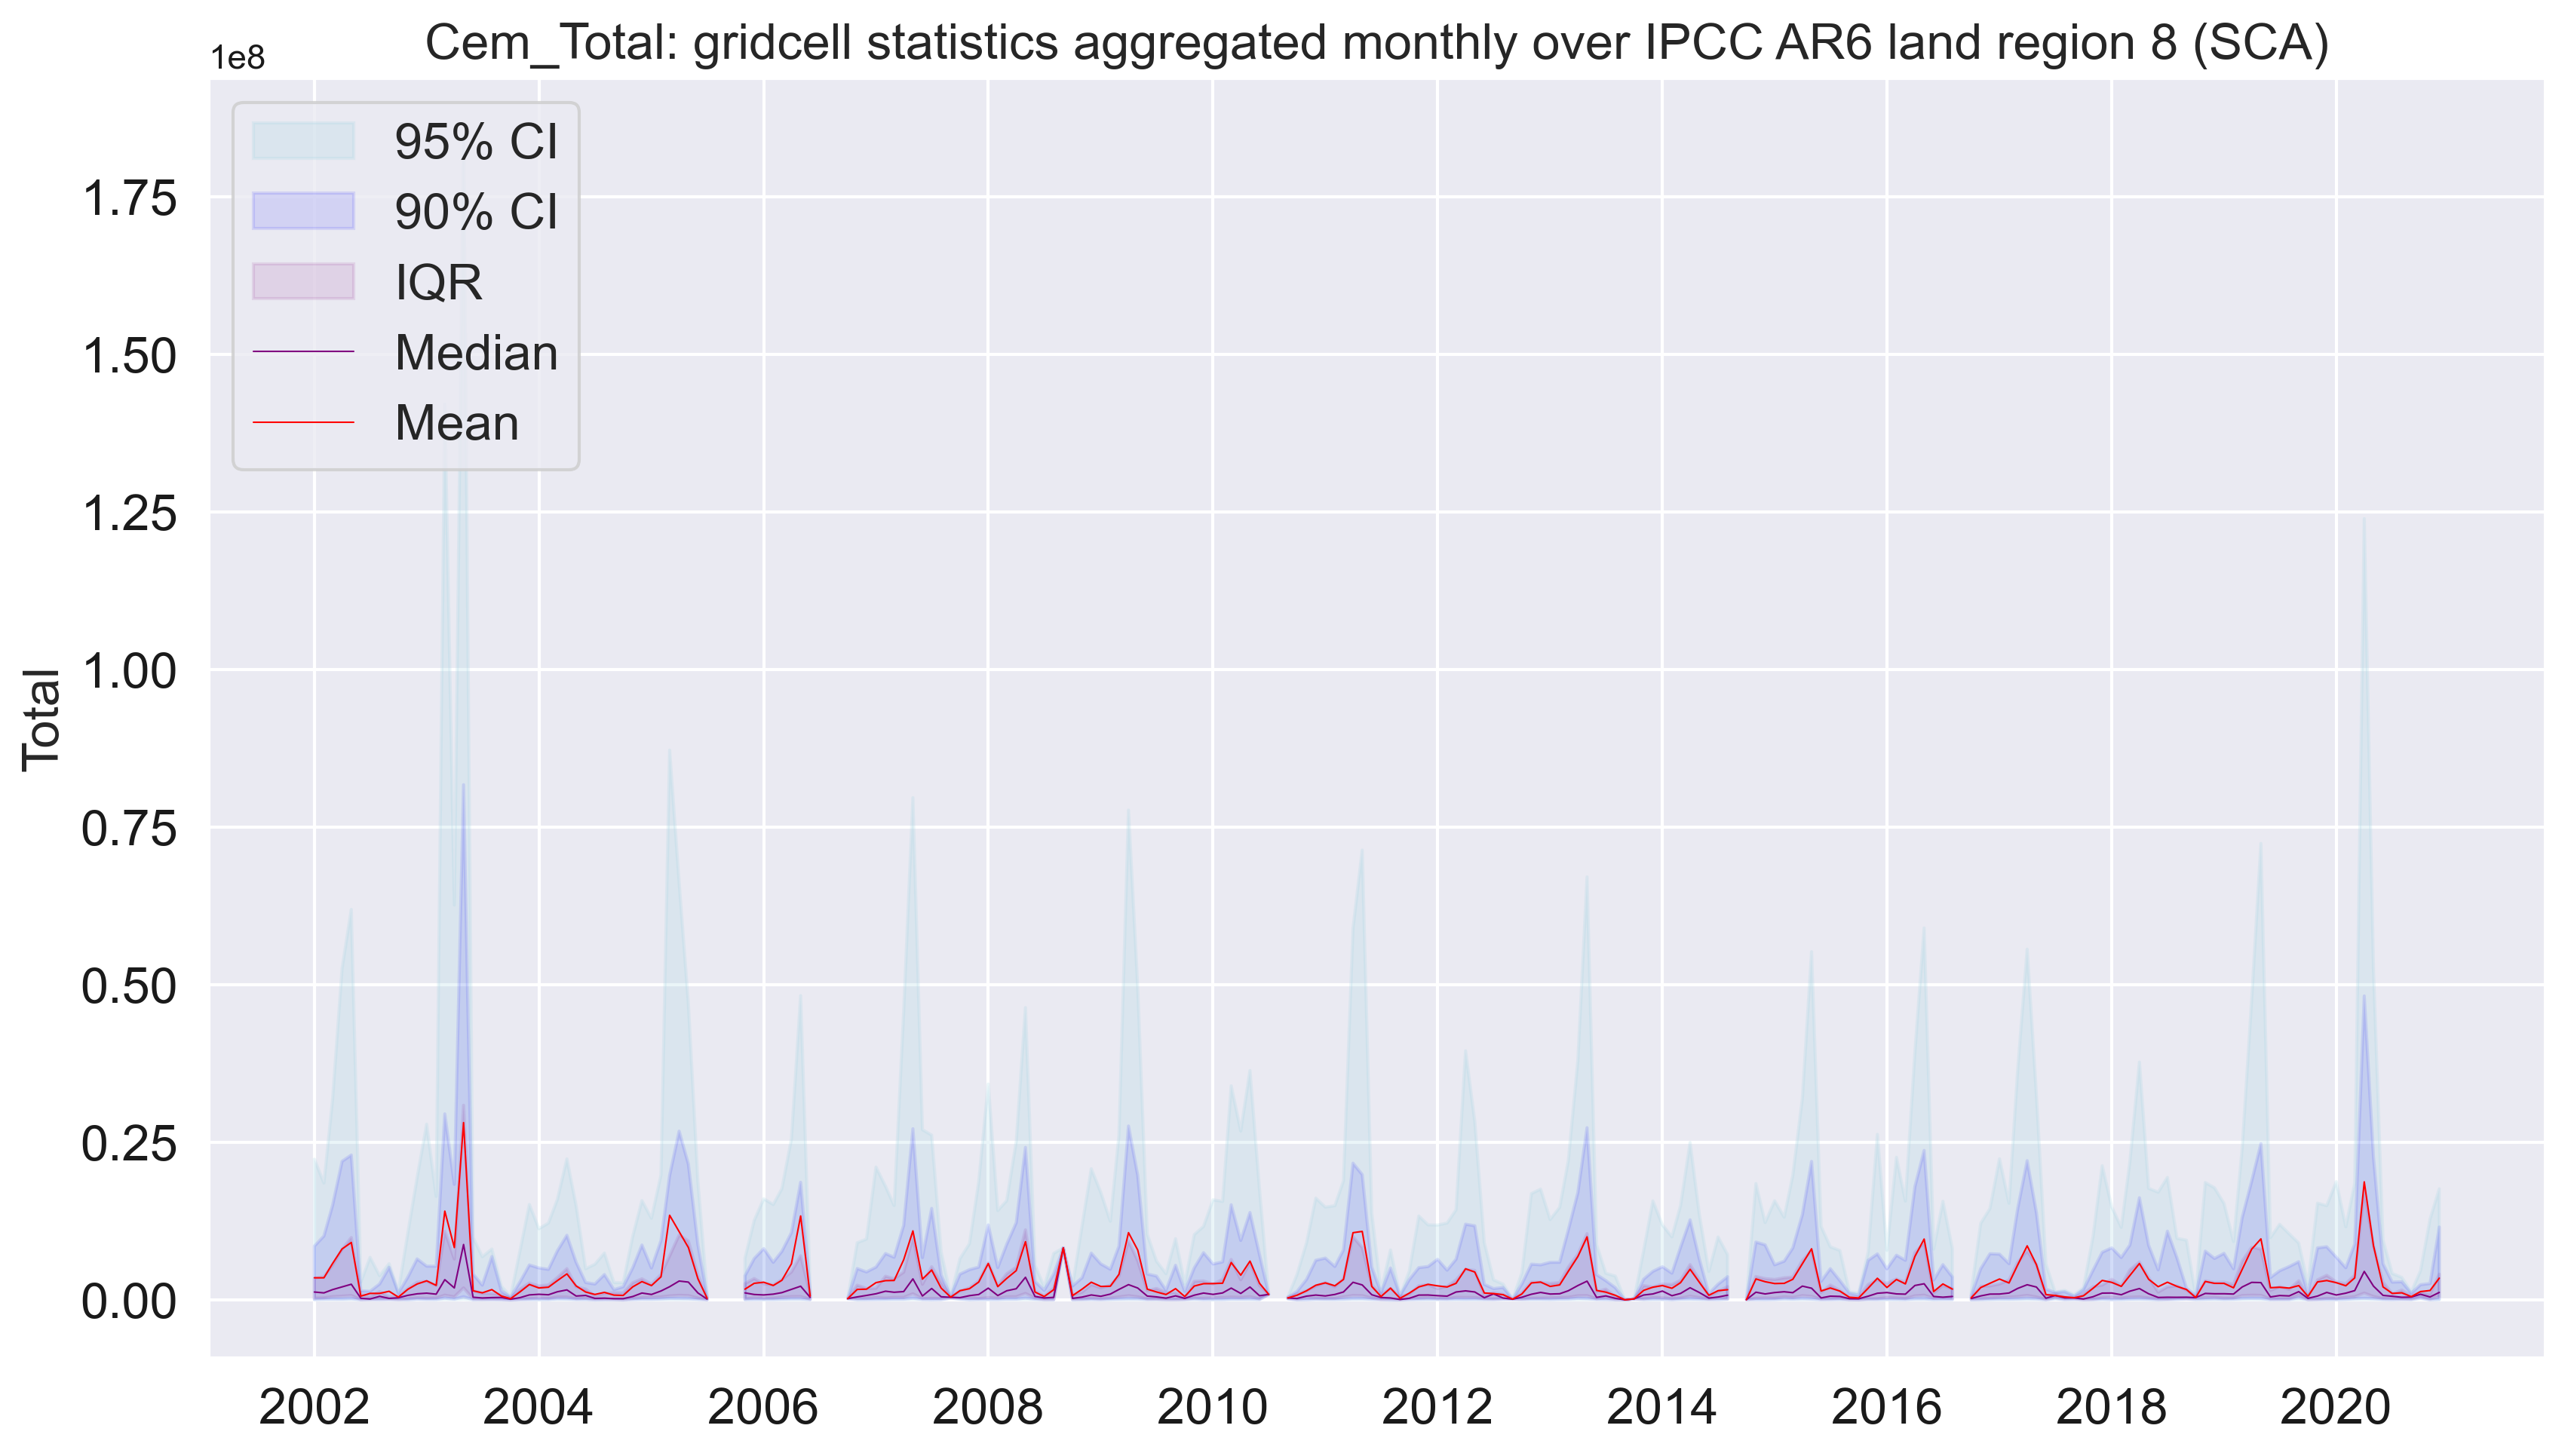 Cem_Total: gridcell statistics aggregated monthly over IPCC AR6 land region 8 (SCA)
1e8
95% CI
90% CI
IQR
Median
Mean
1.75
1.50
1.25
1.00
0.75
0.50
0.25
0.00
Total
2002 2004 2006 2008 2010 2012 2014 2016 2018 2020